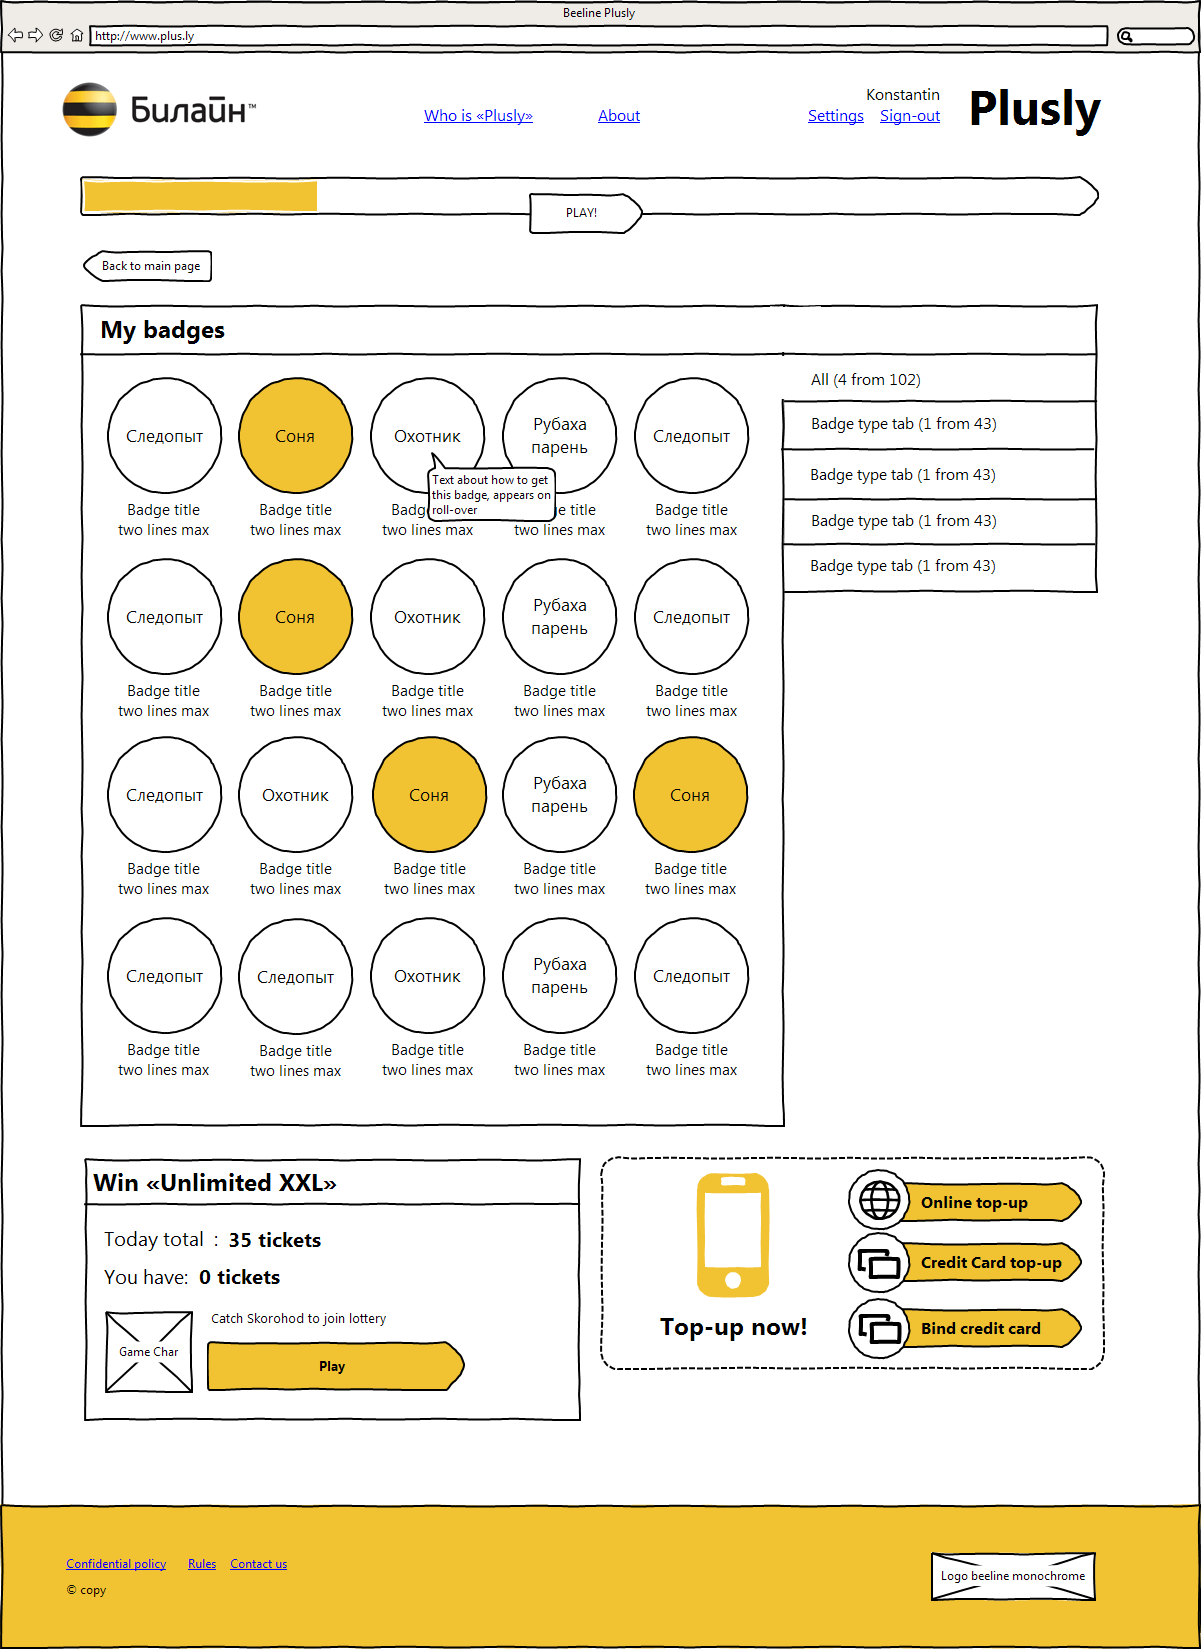 Beeline Plusly
http://www.plus.ly
Билайн™
Who is «Plusly»
About
Konstantin
Settings
Sign-out
Plusly
PLAY!
Back to main page
My badges
Следопыт
Соня
Охотник
Рубаха
парень
Следопыт
Text about how to get
this badge, appears on
roll-over
Badge title
two lines max
Badge title
two lines max
two lines max
title
two lines max
Badge title
two lines max
All (4 from 102)
Badge type tab (1 from 43)
Badge type tab (1 from 43)
Badge type tab (1 from 43)
Badge type tab (1 from 43)
Следопыт
Соня
Охотник
Рубаха
парень
Следопыт
Badge title
two lines max
Badge title
two lines max
Badge title
two lines max
Badge title
two lines max
Badge title
two lines max
Следопыт
Охотник
Соня
Рубаха
парень
Соня
Badge title
two lines max
Badge title
two lines max
Badge title
two lines max
Badge title
two lines max
Badge title
two lines max
Следопыт
Следопыт
Охотник
Рубаха
парень
Следопыт
Badge title
two lines max
Badge title
two lines max
Badge title
two lines max
Badge title
two lines max
Badge title
two lines max
Win «Unlimited XXL»
Today total : 35 tickets
You have: 0 tickets
Game Char
Catch Skorohod to join lottery
Play
Top-up now!
Online top-up
Credit Card top-up
Bind credit card
Confidential policy
Rules
Contact us
© copy
Logo beeline monochrome